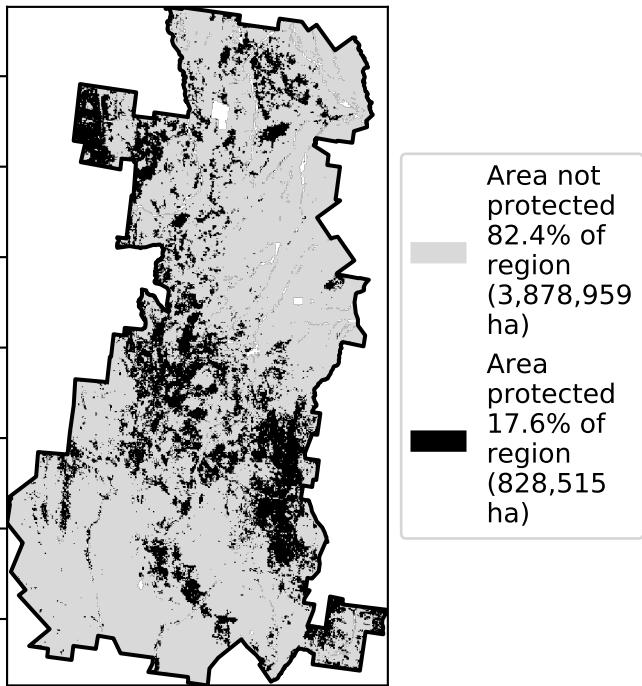 Area not
protected
82.4% of
region
(3,878,959
ha)
Area
protected
17.6% of
region
(828,515
ha)